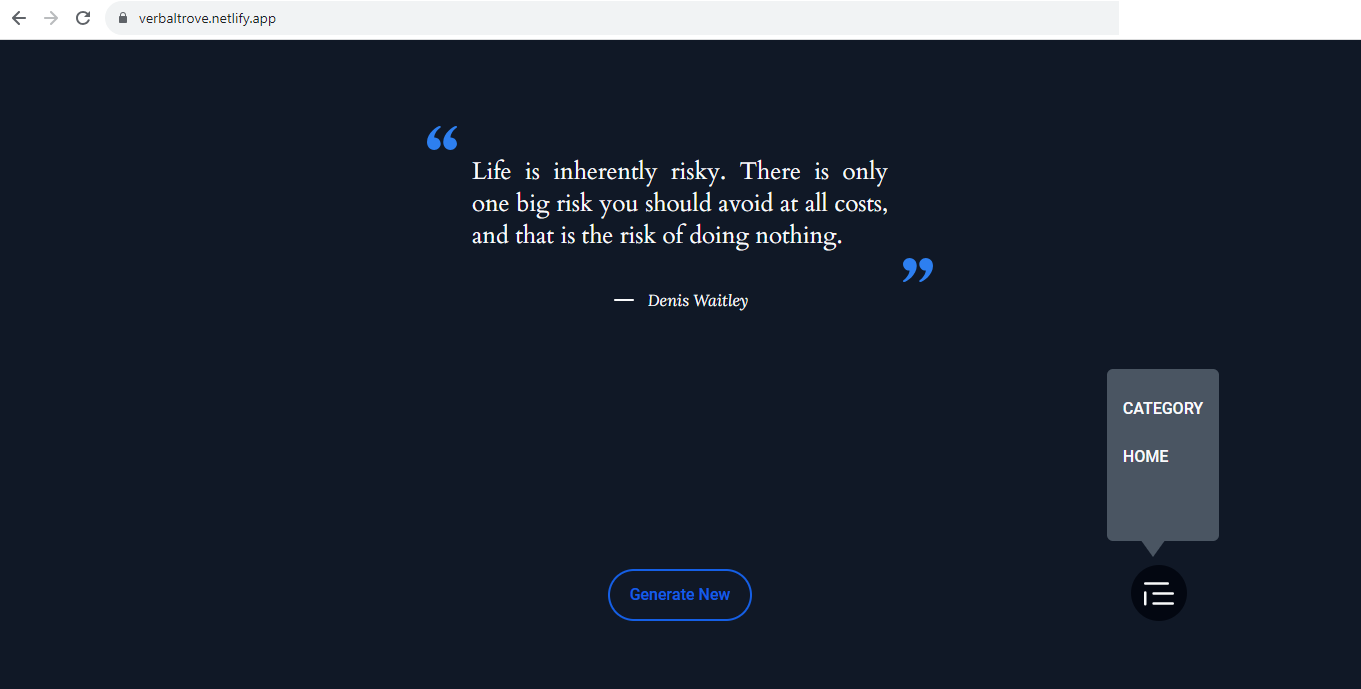 verbaltrove.netlify.app
“
Life is inherently risky. There is only
one big risk you should avoid at all costs,
and that is the risk of doing nothing.
”
— Denis Waitley
CATEGORY
HOME
Generate New